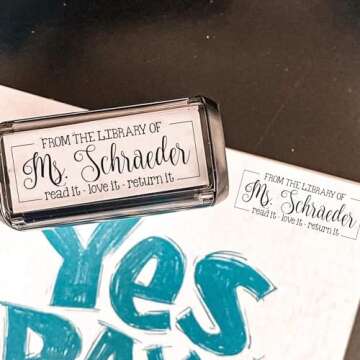 FROM THE LIBRARY OF
Ms. Schraeder
read it - love it - return it
FROM THE LIBRARY OF
Ms. Schraeder
read it - love it - return it
Yes